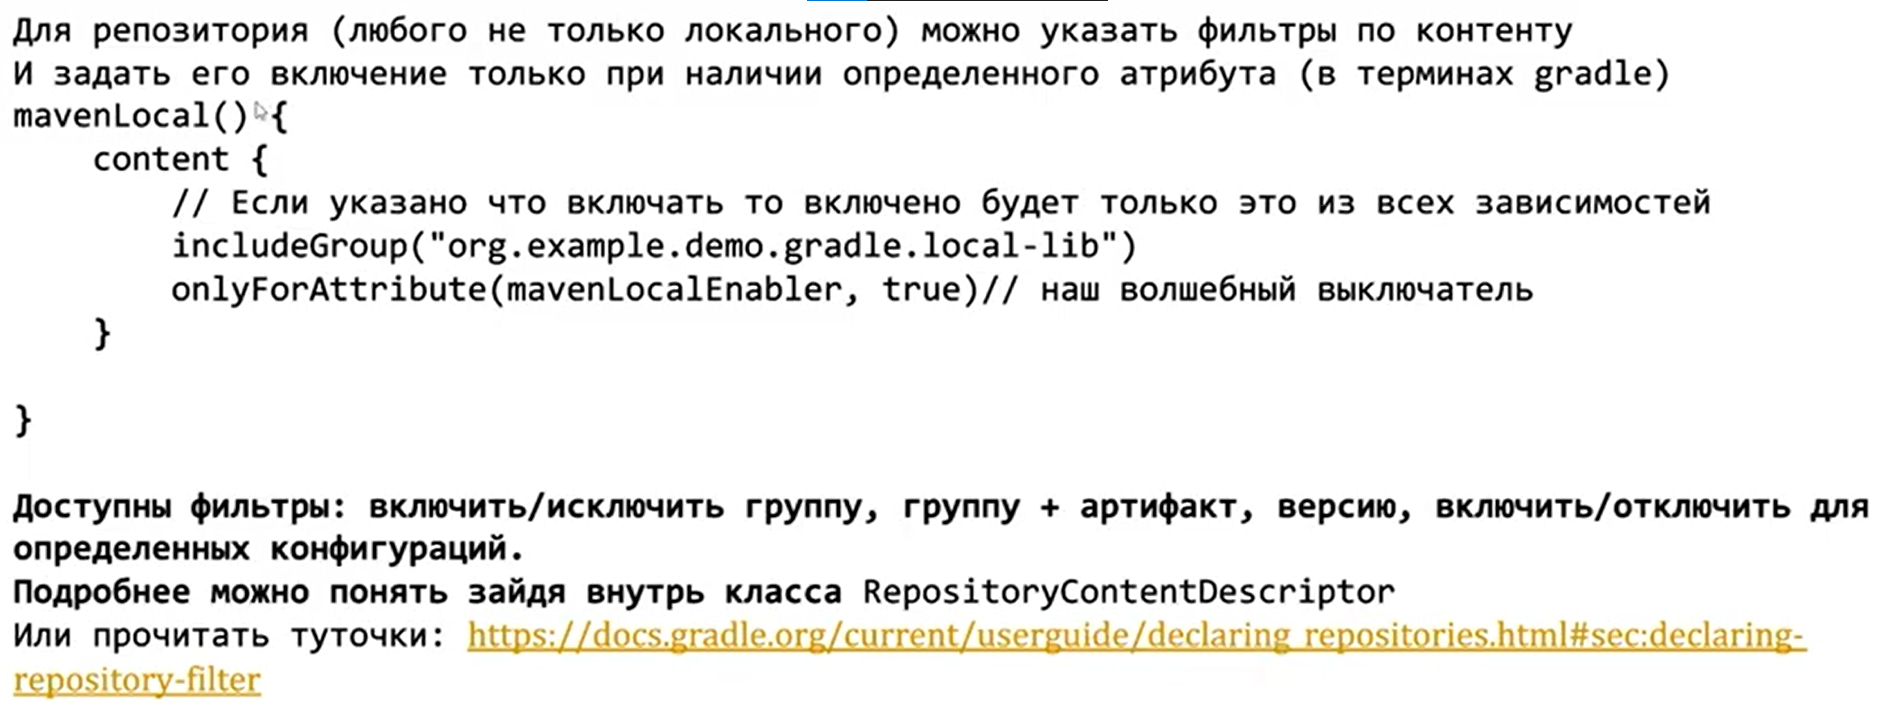 Для репозитория (любого не только локального) можно указать фильтры по контенту
И задать его включение только при наличии определенного атрибута (в терминах gradle)
mavenLocal() {
content {
// Если указано что включать то включено будет только это из всех зависимостей
includeGroup("org.example.demo.gradle.local-lib")
onlyForAttribute(mavenLocalEnabler, true)// наш волшебный выключатель
}
}
Доступны фильтры: включить/исключить группу, группу + артифакт, версию, включить/отключить для
определенных конфигураций.
Подробнее можно понять зайдя внутрь класса RepositoryContentDescriptor
Или прочитать туточки: https://docs.gradle.org/current/userguide/declaring_repositories.html#sec:declaring-
repository-filter